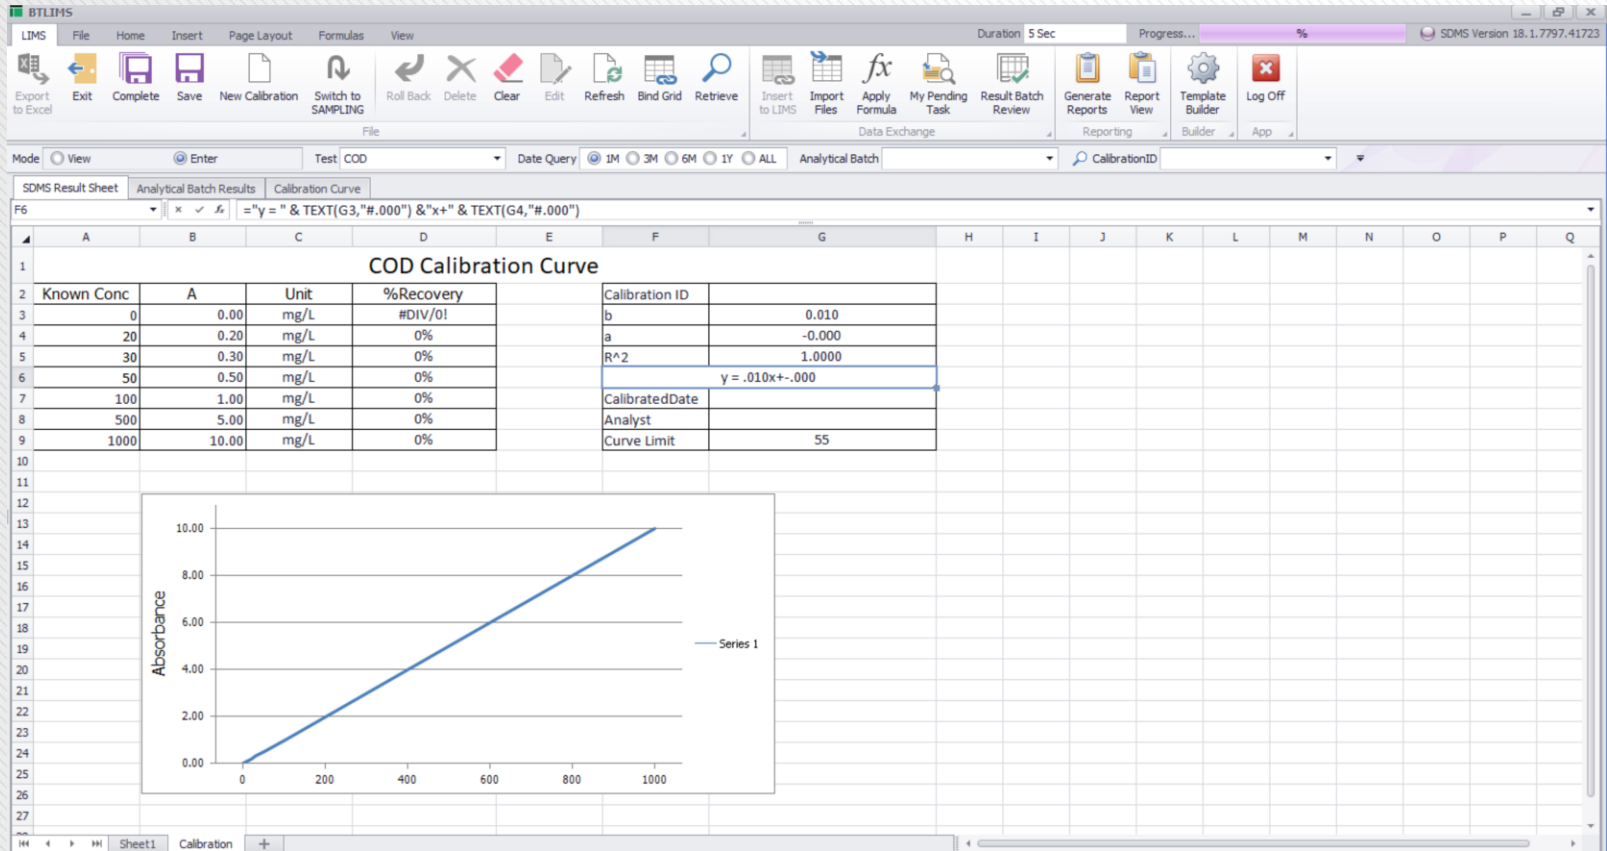 BTLIMS
LIMS File Home Insert Page Layout Formulas View Duration 5 Sec Progress... % SDMS Version 18.1.7797.41723
Export to Excel Exit Complete Save New Calibration Switch to SAMPLING Roll Back Delete Clear Edit Refresh Bind Grid Retrieve Insert to LIMS Import Files Apply Formula My Pending Task Result Batch Review Generate Reports Report View Template Builder Log Off
File Data Exchange Reporting Builder App
Mode View Enter Test COD Date Query 1M 3M 6M 1Y ALL Analytical Batch CalibrationID
SDMS Result Sheet Analytical Batch Results Calibration Curve
F6 ="y = " & TEXT(G3,"#.000") &"x+" & TEXT(G4,"#.000")
A B C D E F G H I J K L M N O P Q
1 COD Calibration Curve
2 Known Conc A Unit %Recovery Calibration ID
3 0 0.00 mg/L #DIV/0! b 0.010
4 20 0.20 mg/L 0% a -0.000
5 30 0.30 mg/L 0% R^2 1.0000
6 50 0.50 mg/L 0% y = .010x+-.000
7 100 1.00 mg/L 0% CalibratedDate
8 500 5.00 mg/L 0% Analyst
9 1000 10.00 mg/L 0% Curve Limit 55
10
11
12
13
14
15
16
17
18
19
20
21
22
23
24
25
26
27
10.00
8.00
6.00
4.00
2.00
0.00
Absorbance
Series 1
0 200 400 600 800 1000
Sheet1 Calibration